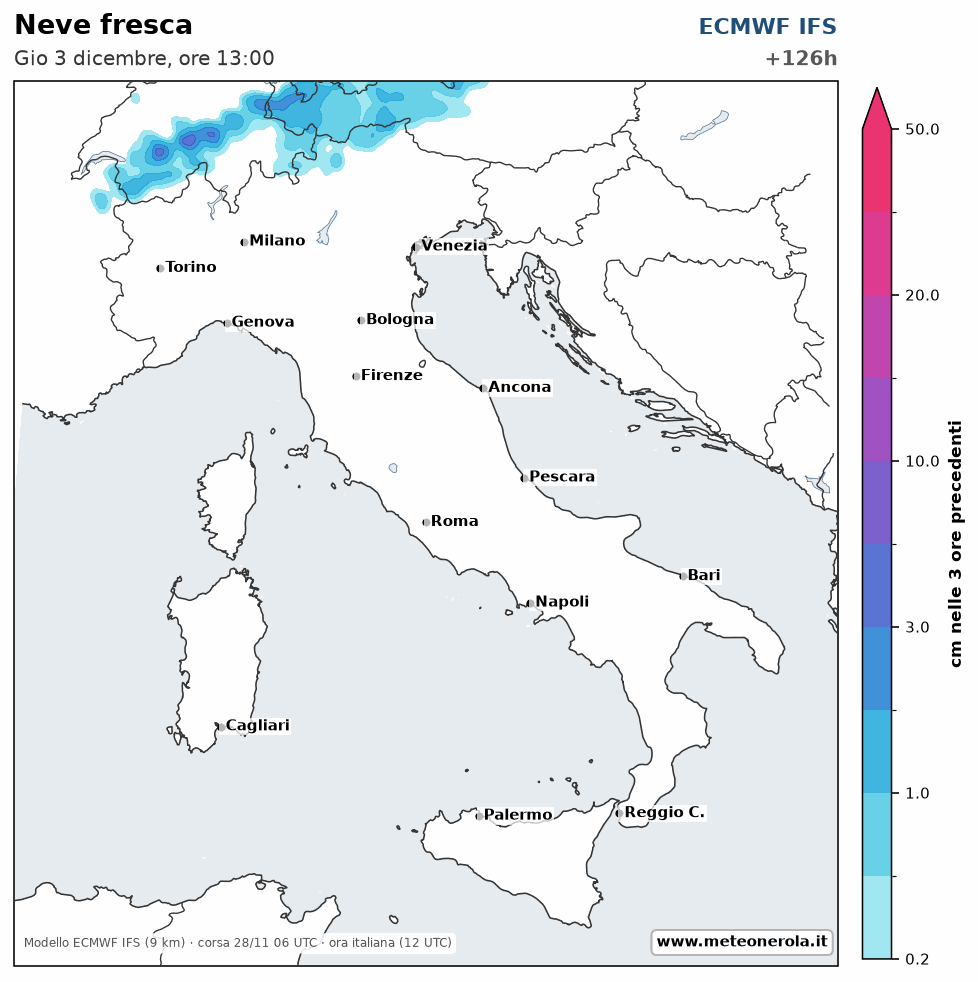 Neve fresca
ECMWF IFS
Gio 3 dicembre, ore 13:00
+126h
50.0
Milano
Venezia
Torino
20.0
Genova
Bologna
Firenze
Ancona
10.0
Pescara
Roma
cm nelle 3 ore precedenti
Bari
Napoli
3.0
Cagliari
1.0
Palermo
Reggio C.
Modello ECMWF IFS (9 km) · corsa 28/11 06 UTC · ora italiana (12 UTC)
www.meteonerola.it
0.2